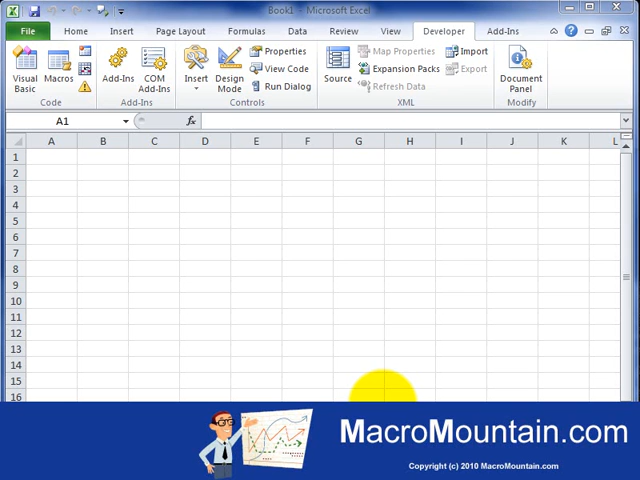 Book1 - Microsoft Excel
File Home Insert Page Layout Formulas Data Review View Developer Add-Ins
Visual Basic
Macros
Code
Add-Ins
COM Add-Ins
Add-Ins
Insert
Design Mode
Properties
View Code
Run Dialog
Controls
Source
Map Properties
Expansion Packs
Refresh Data
Import
Export
XML
Document Panel
Modify
A1 fx
A B C D E F G H I J K L
1
2
3
4
5
6
7
8
9
10
11
12
13
14
15
16
MacroMountain.com
Copyright (c) 2010 MacroMountain.com